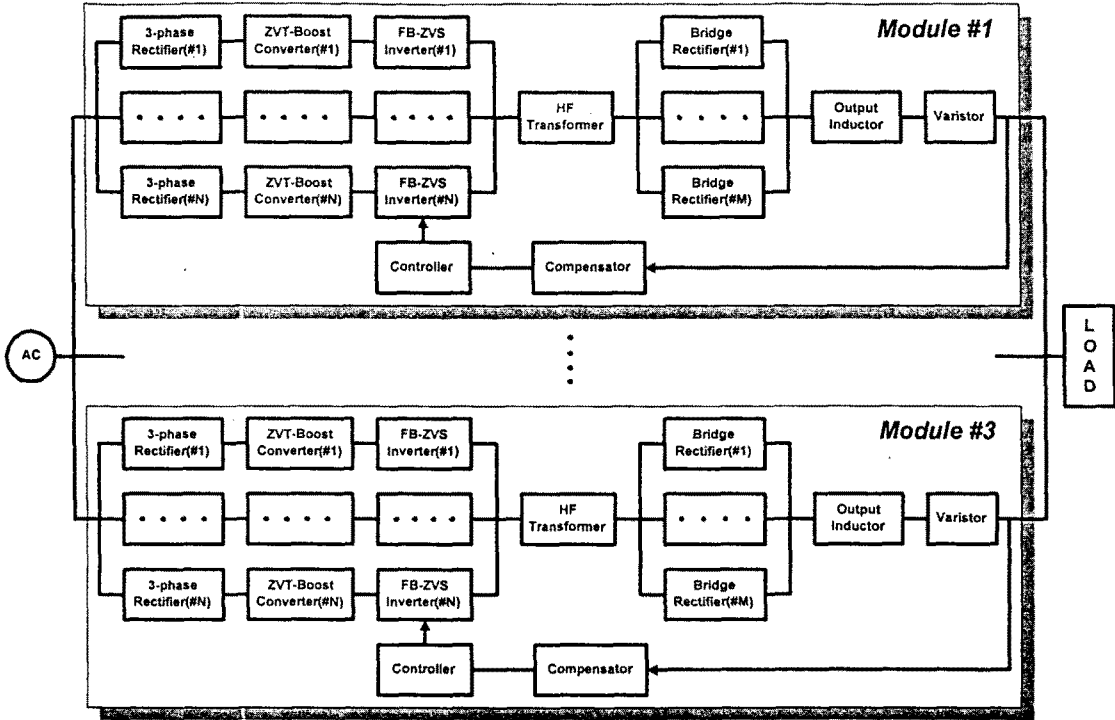 Module #1
3-phase
Rectifier(#1)
ZVT-Boost
Converter(#1)
FB-ZVS
Inverter(#1)
Bridge
Rectifier(#1)
HF
Transformer
Output
Inductor
Varistor
3-phase
Rectifier(#N)
ZVT-Boost
Converter(#N)
FB-ZVS
Inverter(#N)
Bridge
Rectifier(#M)
Controller
Compensator
AC
L
O
A
D
Module #3
3-phase
Rectifier(#1)
ZVT-Boost
Converter(#1)
FB-ZVS
Inverter(#1)
Bridge
Rectifier(#1)
HF
Transformer
Output
Inductor
Varistor
3-phase
Rectifier(#N)
ZVT-Boost
Converter(#N)
FB-ZVS
Inverter(#N)
Bridge
Rectifier(#M)
Controller
Compensator